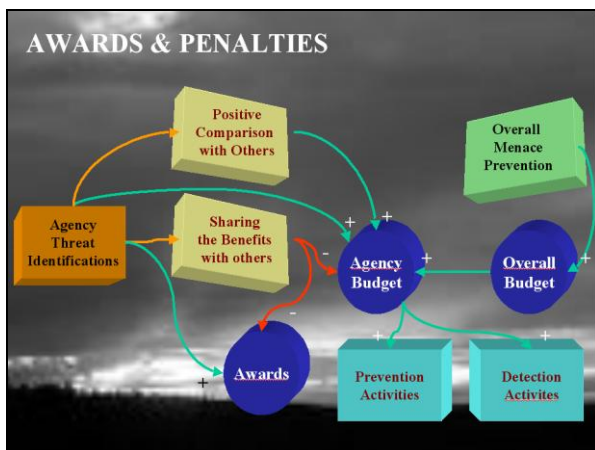 AWARDS & PENALTIES
Positive
Comparison
with Others
Overall
Menace
Prevention
Agency
Threat
Identifications
Sharing
the Benefits
with others
+
+
-
Agency
Budget
+
Overall
Budget
+
-
Awards
+
+
Prevention
Activities
+
Detection
Activites